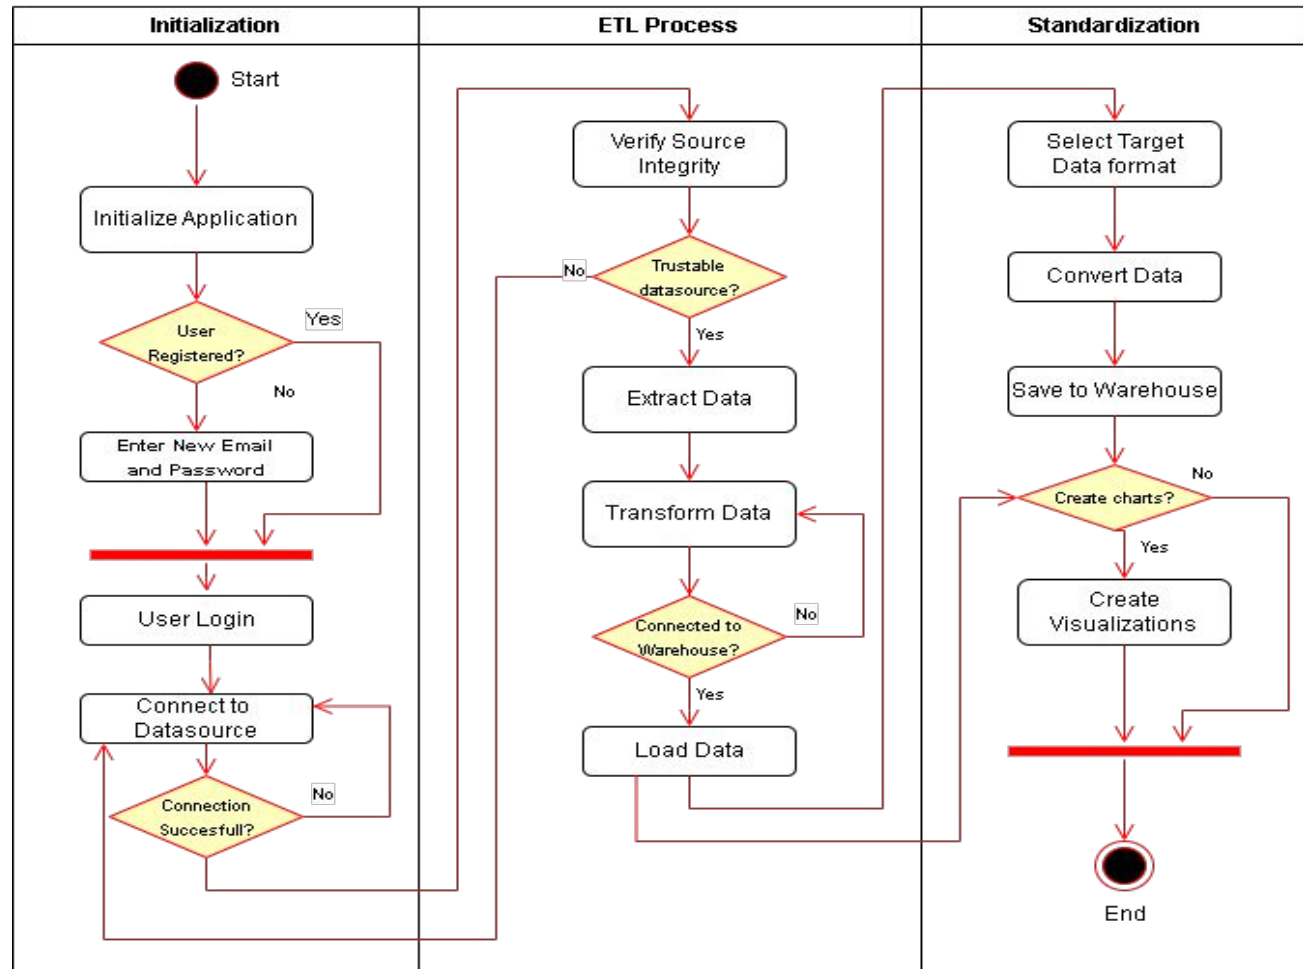 Initialization
Start
Initialize Application
User
Registered?
Yes
No
Enter New Email
and Password
User Login
Connect to
Datasource
Connection
Succesfull?
No
ETL Process
Verify Source
Integrity
Trustable
datasource?
No
Yes
Extract Data
Transform Data
Connected to
Warehouse?
No
Yes
Load Data
Standardization
Select Target
Data format
Convert Data
Save to Warehouse
Create charts?
No
Yes
Create
Visualizations
End